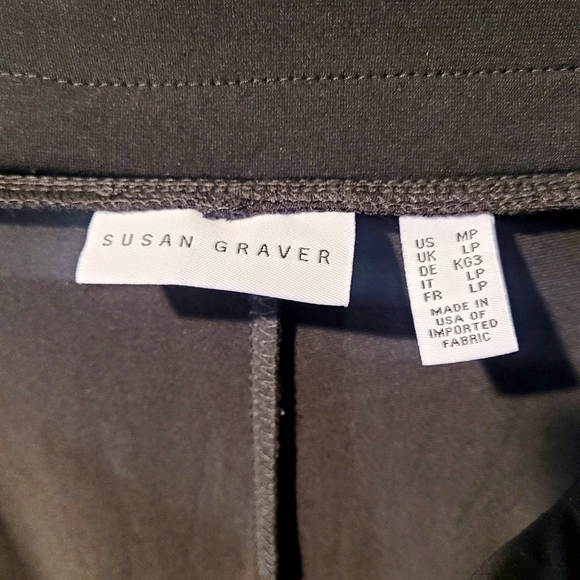 SUSAN GRAVER
US MP
UK LP
DE KG3
IT LP
FR LP
MADE IN
USA OF
IMPORTED
FABRIC